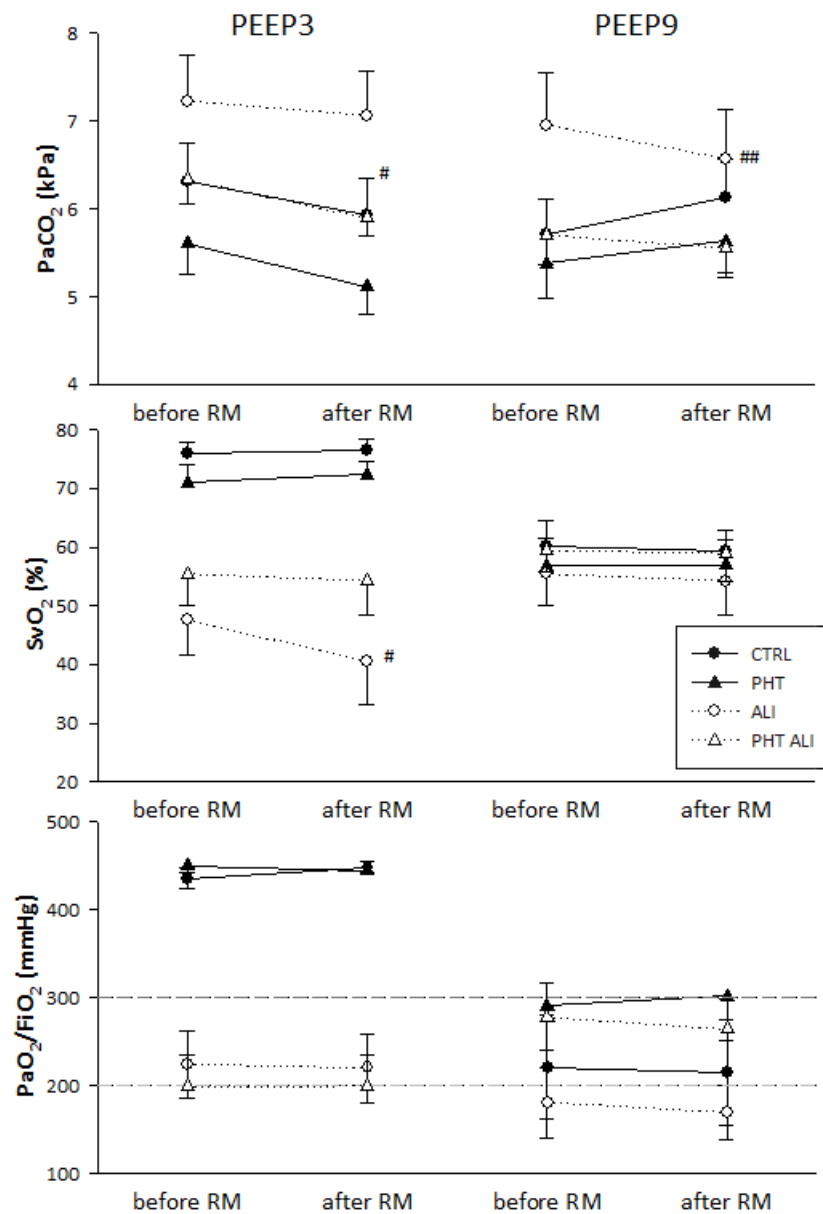 PEEP3 PEEP9
PaCO2 (kPa)
8
7
6
5
4
#
##
before RM after RM before RM after RM
SvO2 (%)
80
70
60
50
40
30
20
#
CTRL
PHT
ALI
PHT ALI
before RM after RM before RM after RM
PaO2/FiO2 (mmHg)
500
400
300
200
100
before RM after RM before RM after RM